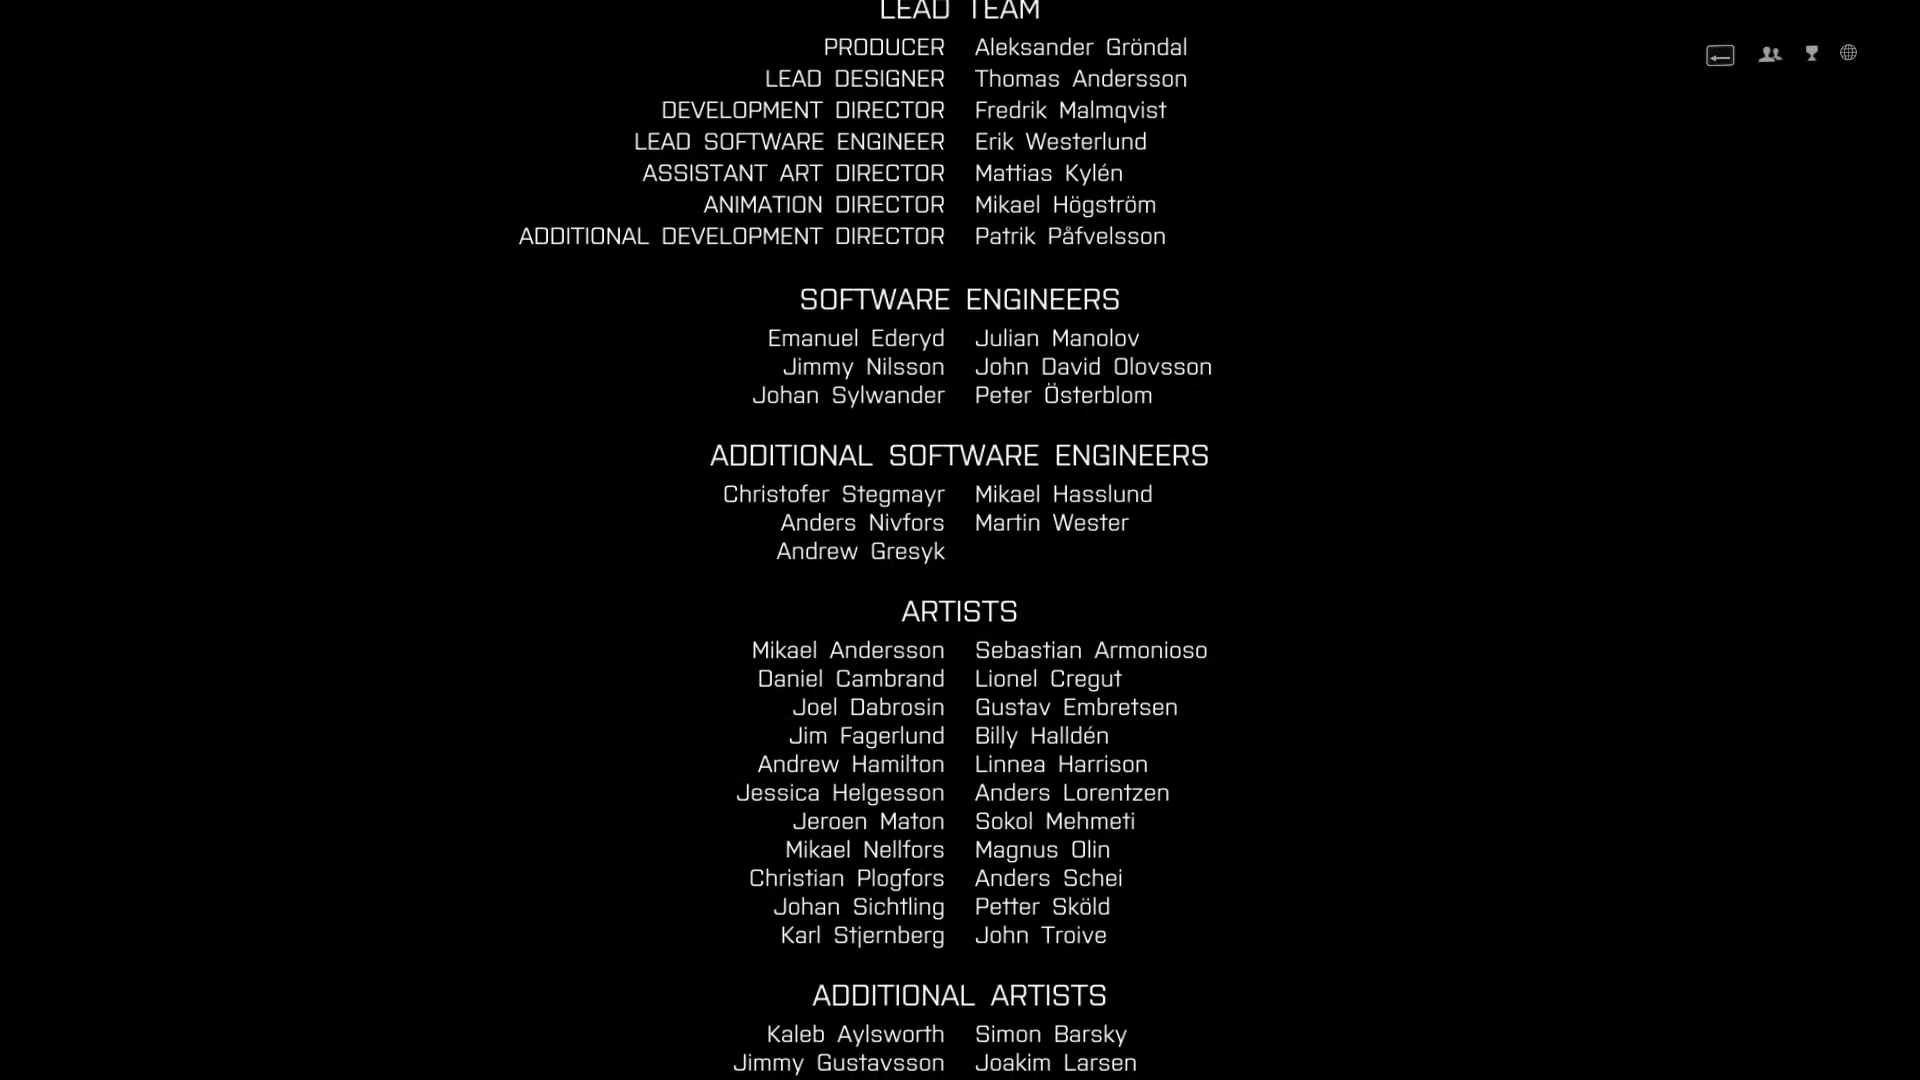 LEAD TEAM
PRODUCER Aleksander Gröndal
LEAD DESIGNER Thomas Andersson
DEVELOPMENT DIRECTOR Fredrik Malmqvist
LEAD SOFTWARE ENGINEER Erik Westerlund
ASSISTANT ART DIRECTOR Mattias Kylén
ANIMATION DIRECTOR Mikael Högström
ADDITIONAL DEVELOPMENT DIRECTOR Patrik Påfvelsson
SOFTWARE ENGINEERS
Emanuel Ederyd Julian Manolov
Jimmy Nilsson John David Olovsson
Johan Sylwander Peter Österblom
ADDITIONAL SOFTWARE ENGINEERS
Christofer Stegmayr Mikael Hasslund
Anders Nivfors Martin Wester
Andrew Gresyk
ARTISTS
Mikael Andersson Sebastian Armonioso
Daniel Cambrand Lionel Cregut
Joel Dabrosin Gustav Embretsen
Jim Fagerlund Billy Halldén
Andrew Hamilton Linnea Harrison
Jessica Helgesson Anders Lorentzen
Jeroen Maton Sokol Mehmeti
Mikael Nellfors Magnus Olin
Christian Plogfors Anders Schei
Johan Sichtling Petter Sköld
Karl Stjernberg John Troive
ADDITIONAL ARTISTS
Kaleb Aylsworth Simon Barsky
Jimmy Gustavsson Joakim Larsen